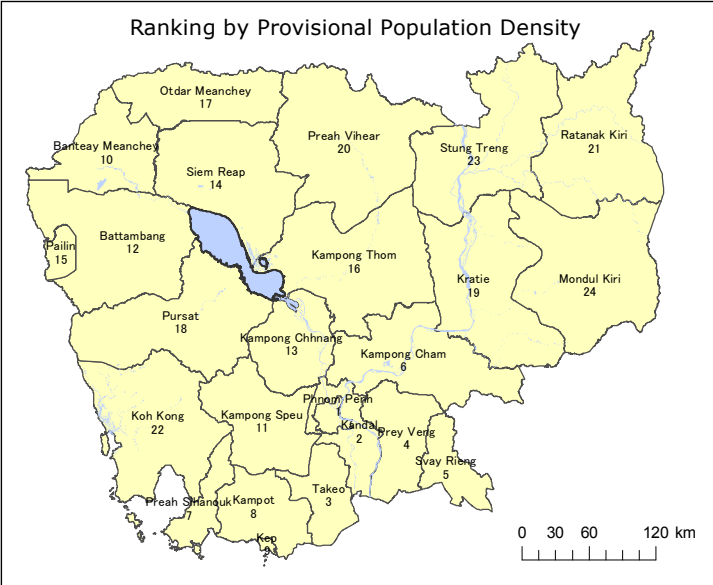 Ranking by Provisional Population Density
Otdar Meanchey
17
Banteay Meanchey
10
Siem Reap
14
Preah Vihear
20
Stung Treng
23
Ratanak Kiri
21
Pailin
15
Battambang
12
Kampong Thom
16
Kratie
19
Mondul Kiri
24
Pursat
18
Kampong Chhnang
13
Kampong Cham
6
Phnom Penh
1
Koh Kong
22
Kampong Speu
11
Kandal
2
Prey Veng
4
Svay Rieng
5
Preah Sihanouk
7
Kampot
8
Takeo
3
Kep
9
0 30 60 120 km